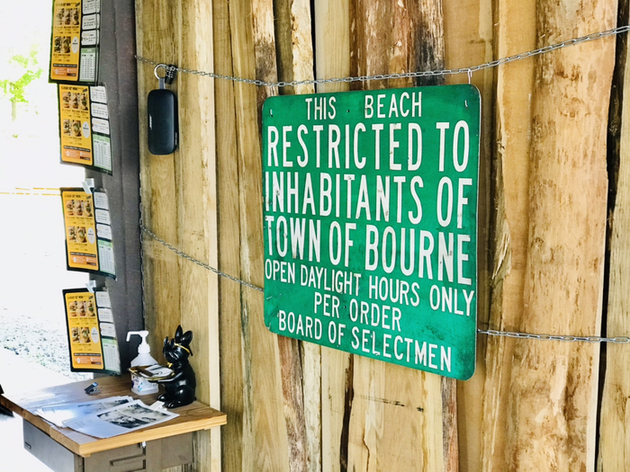 THIS BEACH
RESTRICTED TO
INHABITANTS OF
TOWN OF BOURNE
OPEN DAYLIGHT HOURS ONLY
PER ORDER
BOARD OF SELECTMEN